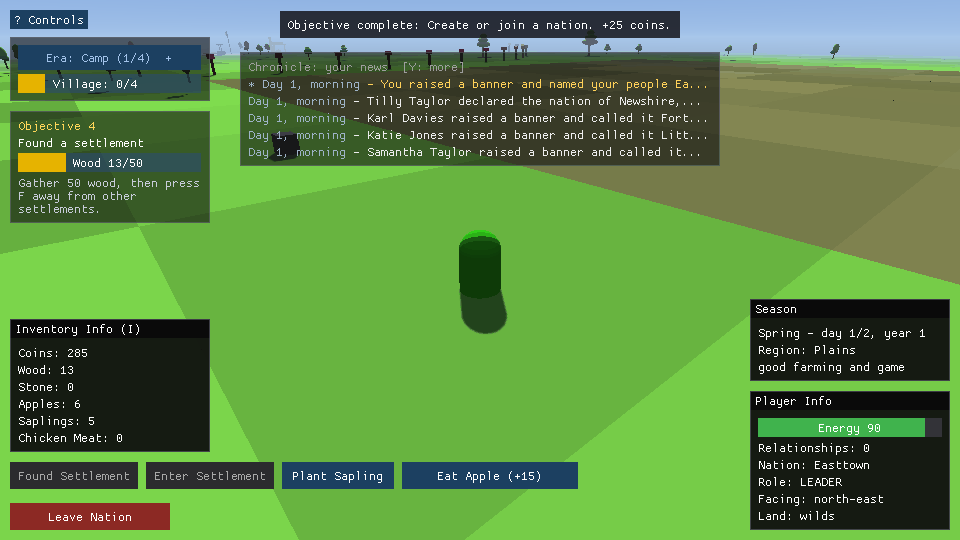 ? Controls
Objective complete: Create or join a nation. +25 coins.
Era: Camp (1/4)  +
Village: 0/4
Chronicle: your news  [Y: more]
* Day 1, morning - You raised a banner and named your people Ea...
Day 1, morning - Tilly Taylor declared the nation of Newshire,...
Day 1, morning - Karl Davies raised a banner and called it Fort...
Day 1, morning - Katie Jones raised a banner and called it Litt...
Day 1, morning - Samantha Taylor raised a banner and called it...
Objective 4
Found a settlement
Wood 13/50
Gather 50 wood, then press
F away from other
settlements.
Inventory Info (I)
Coins: 285
Wood: 13
Stone: 0
Apples: 6
Saplings: 5
Chicken Meat: 0
Season
Spring - day 1/2, year 1
Region: Plains
good farming and game
Player Info
Energy 90
Relationships: 0
Nation: Easttown
Role: LEADER
Facing: north-east
Land: wilds
Found Settlement
Enter Settlement
Plant Sapling
Eat Apple (+15)
Leave Nation